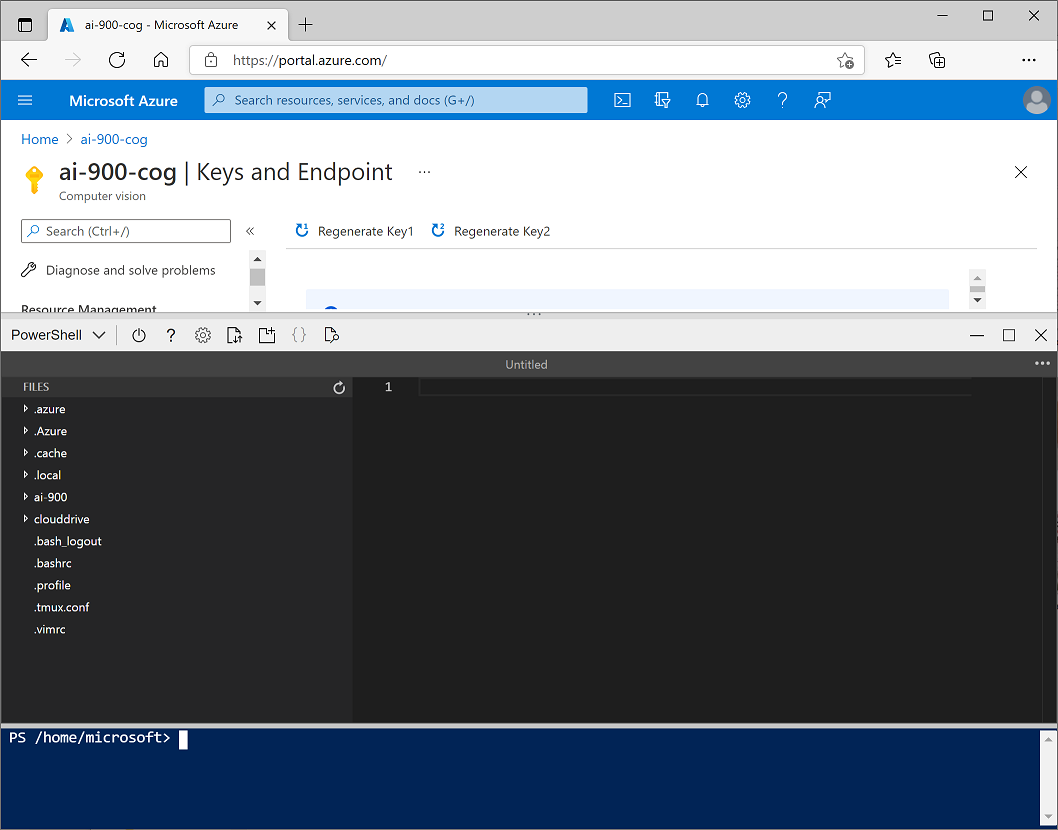 ai-900-cog - Microsoft Azure
https://portal.azure.com/
Microsoft Azure
Search resources, services, and docs (G+/)
Home > ai-900-cog
ai-900-cog | Keys and Endpoint ...
Computer vision
Search (Ctrl+/) «
Regenerate Key1 Regenerate Key2
Diagnose and solve problems
Resource Management
PowerShell
Untitled
FILES
1
.azure
.Azure
.cache
.local
ai-900
clouddrive
.bash_logout
.bashrc
.profile
.tmux.conf
.vimrc
PS /home/microsoft>